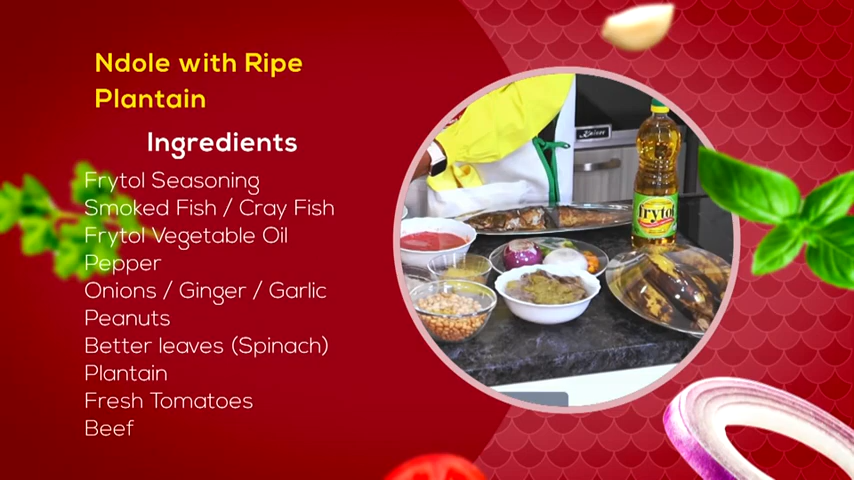 Ndole with Ripe
Plantain
Ingredients
Frytol Seasoning
Smoked Fish / Cray Fish
Frytol Vegetable Oil
Pepper
Onions / Ginger / Garlic
Peanuts
Better leaves (Spinach)
Plantain
Fresh Tomatoes
Beef
frytol